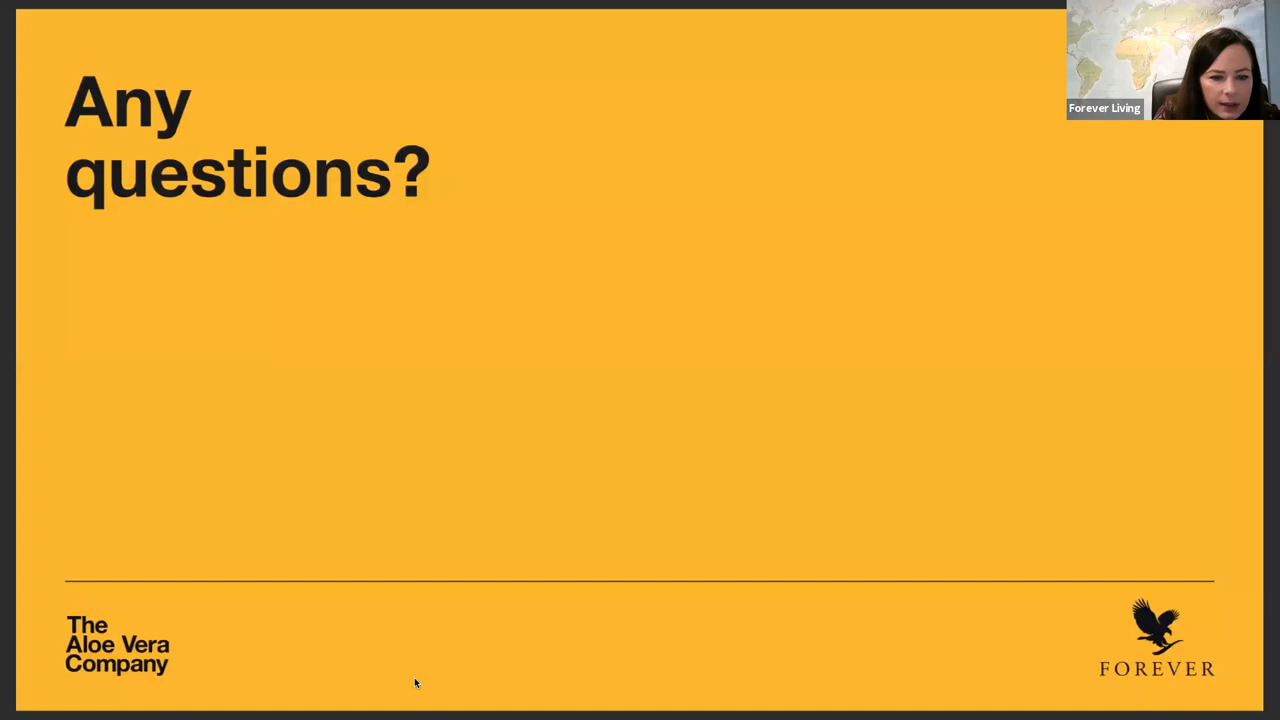 Any
questions?
Forever Living
The
Aloe Vera
Company
FOREVER